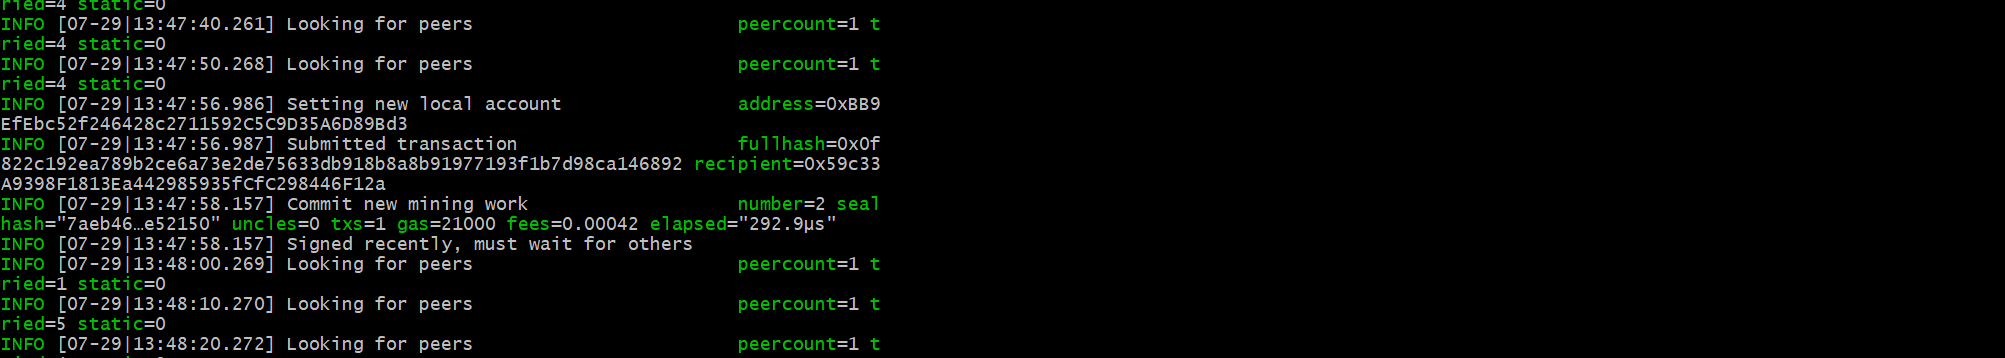 ried=4 static=0
INFO [07-29|13:47:40.261] Looking for peers                        peercount=1 t
ried=4 static=0
INFO [07-29|13:47:50.268] Looking for peers                        peercount=1 t
ried=4 static=0
INFO [07-29|13:47:56.986] Setting new local account                address=0xBB9
EfEbc52f246428c2711592C5C9D35A6D89Bd3
INFO [07-29|13:47:56.987] Submitted transaction                    fullhash=0x0f
822c192ea789b2ce6a73e2de75633db918b8a8b91977193f1b7d98ca146892 recipient=0x59c33
A9398F1813Ea442985935fCfC298446F12a
INFO [07-29|13:47:58.157] Commit new mining work                   number=2 seal
hash="7aeb46…e52150" uncles=0 txs=1 gas=21000 fees=0.00042 elapsed="292.9µs"
INFO [07-29|13:47:58.157] Signed recently, must wait for others
INFO [07-29|13:48:00.269] Looking for peers                        peercount=1 t
ried=1 static=0
INFO [07-29|13:48:10.270] Looking for peers                        peercount=1 t
ried=5 static=0
INFO [07-29|13:48:20.272] Looking for peers                        peercount=1 t